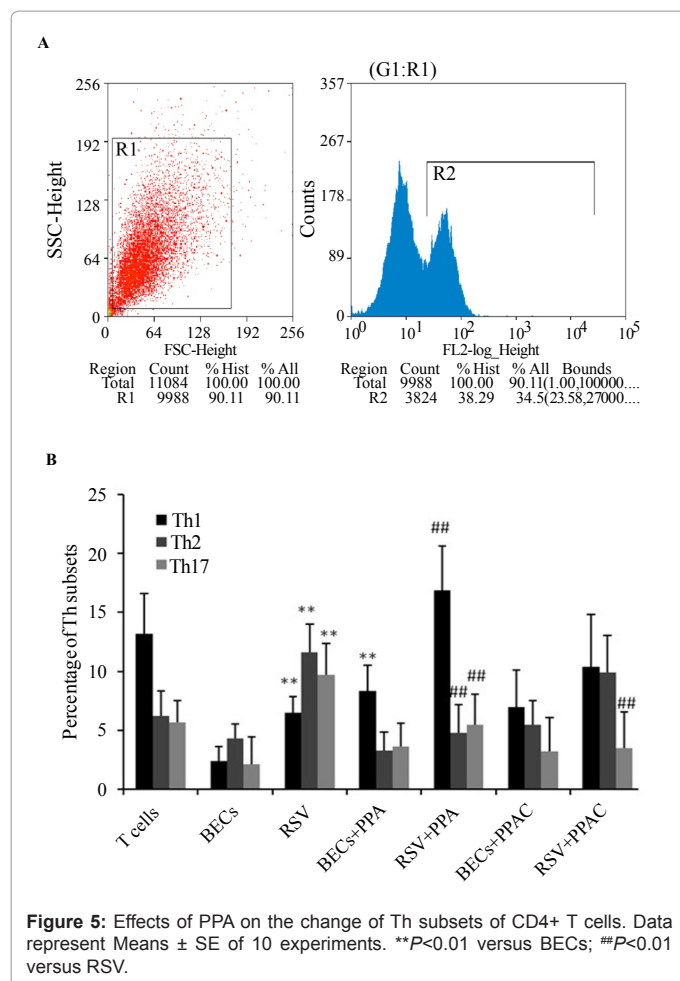 A
(G1:R1)
256
192
128
64
0
SSC-Height
R1
0 64 128 192 256
FSC-Height
Region Count % Hist % All
Total 11084 100.00 100.00
R1 9988 90.11 90.11
357
267
178
89
0
Counts
R2
10^0 10^1 10^2 10^3 10^4 10^5
FL2-log_Height
Region Count % Hist % All Bounds
Total 9988 100.00 90.11(1.00,100000....
R2 3824 38.29 34.5(23.58,27000....
B
25
20
15
10
5
0
Percentage of Th subsets
Th1
Th2
Th17
**
**
**
**
##
##
##
##
T cells
BECs
RSV
BECs+PPA
RSV+PPA
BECs+PPAC
RSV+PPAC
Figure 5: Effects of PPA on the change of Th subsets of CD4+ T cells. Data
represent Means ± SE of 10 experiments. **P<0.01 versus BECs; ##P<0.01
versus RSV.